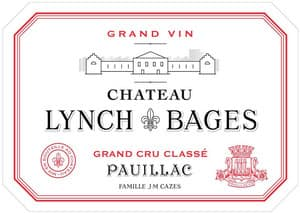 GRAND VIN
CHATEAU
LYNCH BAGES
GRAND CRU CLASSÉ
PAUILLAC
FAMILLE J M CAZES